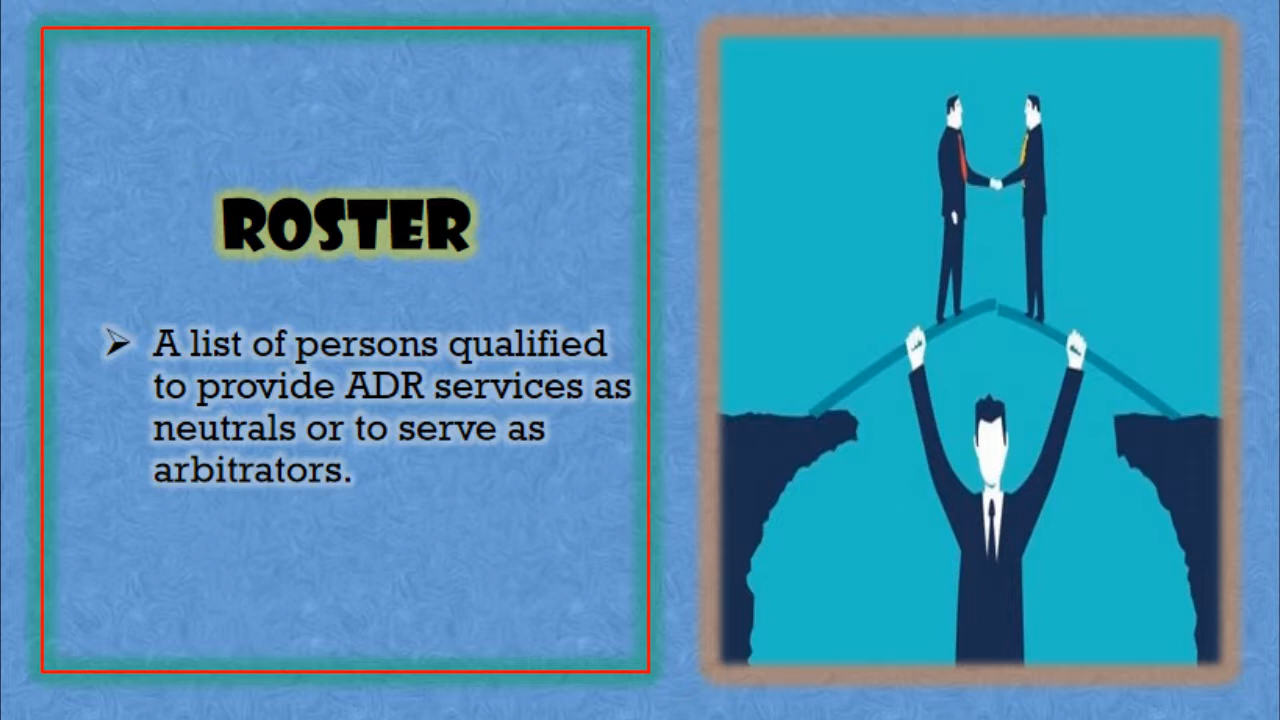 ROSTER
➢ A list of persons qualified
to provide ADR services as
neutrals or to serve as
arbitrators.